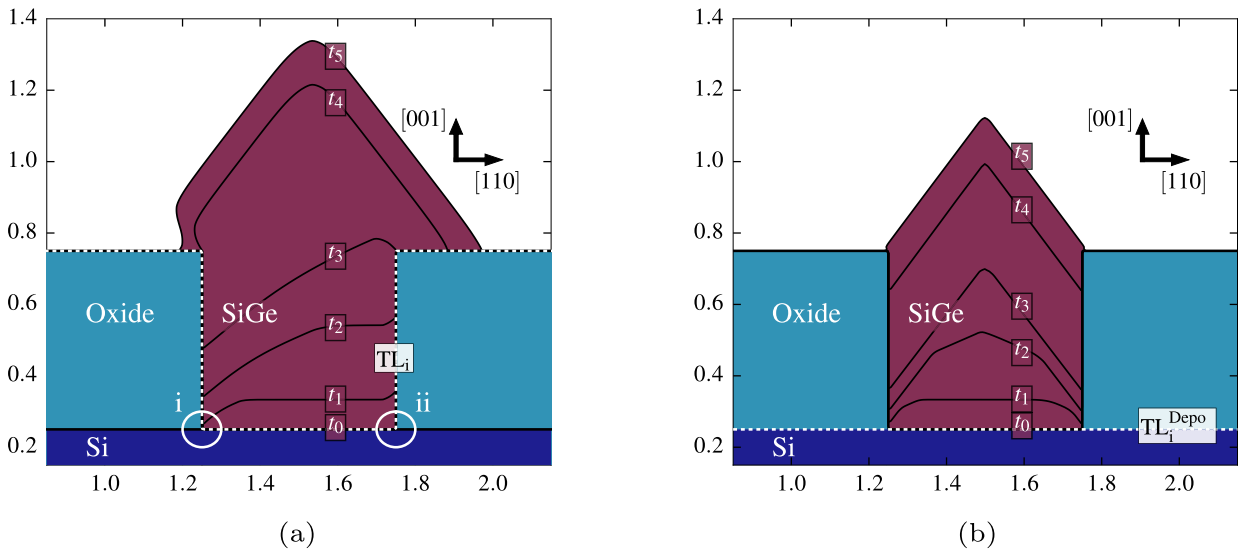 1.4
1.2
1.0
0.8
0.6
0.4
0.2
t5
t4
[001]
[110]
t3
Oxide
SiGe
t2
TLi
i
t1
ii
t0
Si
1.0 1.2 1.4 1.6 1.8 2.0
(a)
1.4
1.2
1.0
0.8
0.6
0.4
0.2
[001]
t5
[110]
t4
t3
Oxide
SiGe
t2
t1
t0
TLiDepo
Si
1.0 1.2 1.4 1.6 1.8 2.0
(b)